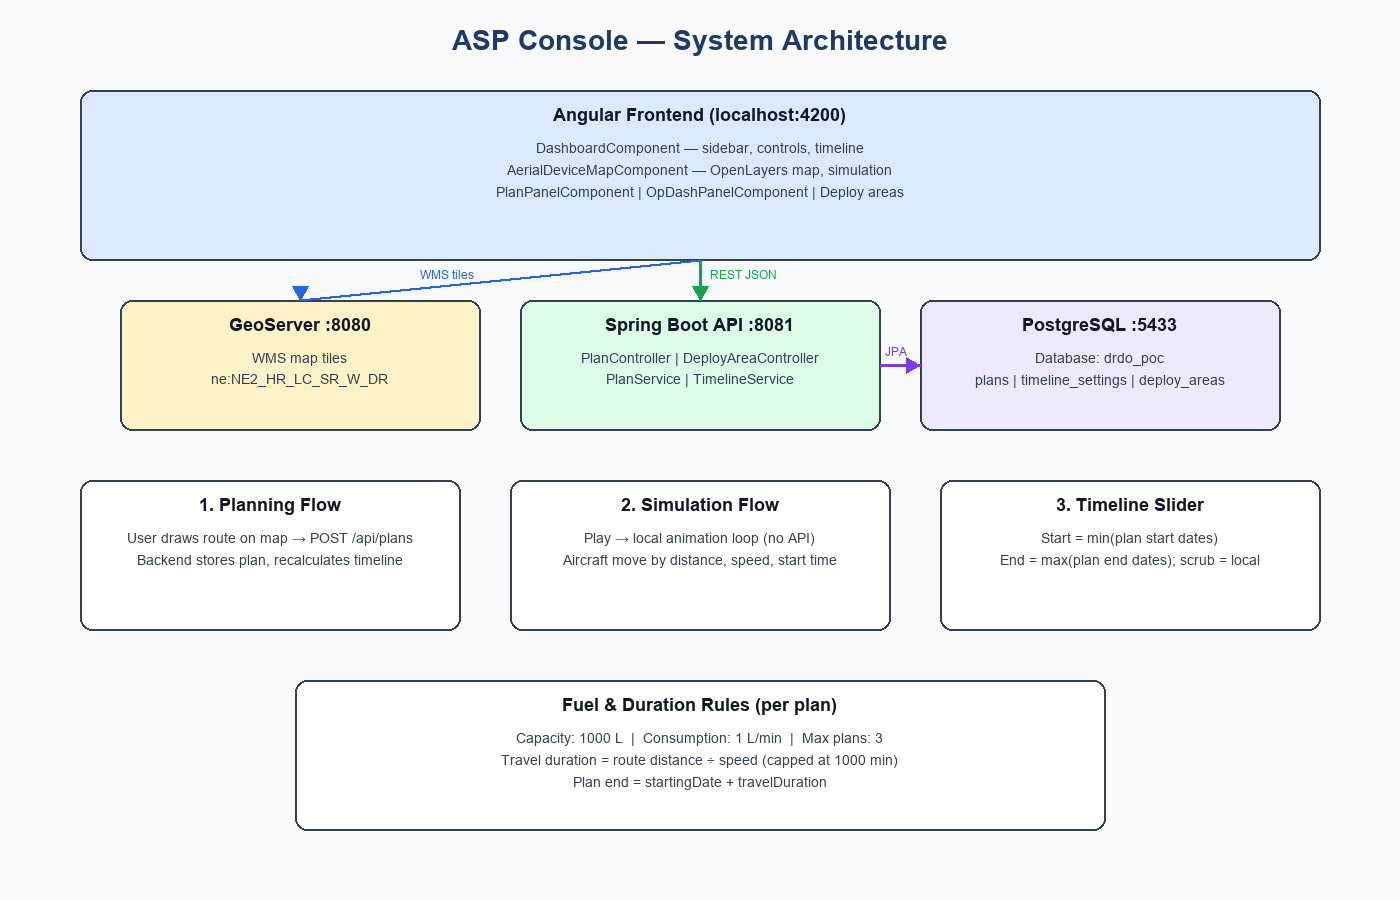 ASP Console — System Architecture
Angular Frontend (localhost:4200)
DashboardComponent — sidebar, controls, timeline
AerialDeviceMapComponent — OpenLayers map, simulation
PlanPanelComponent | OpDashPanelComponent | Deploy areas
WMS tiles
REST JSON
GeoServer :8080
WMS map tiles
ne:NE2_HR_LC_SR_W_DR
Spring Boot API :8081
PlanController | DeployAreaController
PlanService | TimelineService
JPA
PostgreSQL :5433
Database: drdo_poc
plans | timeline_settings | deploy_areas
1. Planning Flow
User draws route on map → POST /api/plans
Backend stores plan, recalculates timeline
2. Simulation Flow
Play → local animation loop (no API)
Aircraft move by distance, speed, start time
3. Timeline Slider
Start = min(plan start dates)
End = max(plan end dates); scrub = local
Fuel & Duration Rules (per plan)
Capacity: 1000 L | Consumption: 1 L/min | Max plans: 3
Travel duration = route distance ÷ speed (capped at 1000 min)
Plan end = startingDate + travelDuration